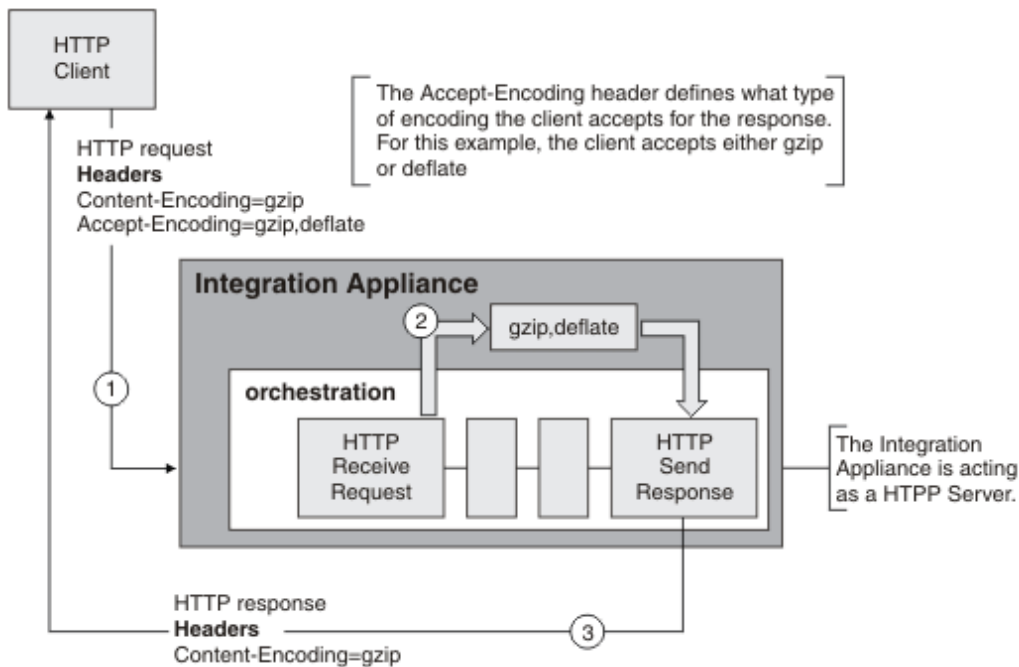 HTTP
Client
The Accept-Encoding header defines what type
of encoding the client accepts for the response.
For this example, the client accepts either gzip
or deflate
HTTP request
Headers
Content-Encoding=gzip
Accept-Encoding=gzip,deflate
Integration Appliance
2
gzip,deflate
1
orchestration
HTTP
Receive
Request
HTTP
Send
Response
The Integration
Appliance is acting
as a HTPP Server.
HTTP response
Headers
3
Content-Encoding=gzip